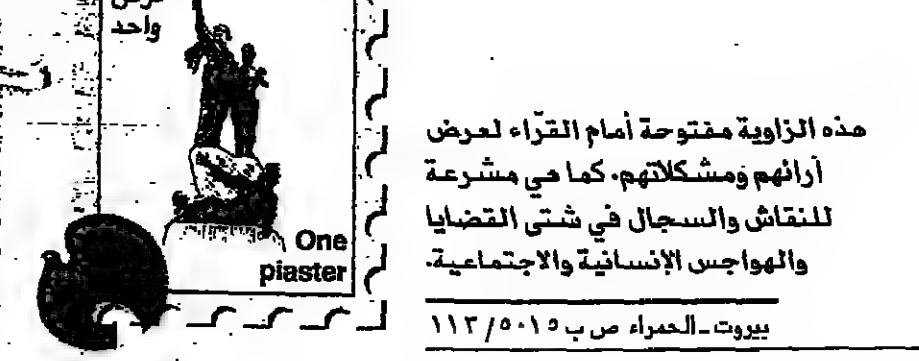 قرش
واحد
One
piaster
هذه الزاوية مفتوحة أمام القرّاء لعرض
آرائهم ومشكلاتهم. كما هي مشرعة
للنقاش والسجال في شتى القضايا
والهواجس الإنسانية والاجتماعية.
بيروت ـ الحمراء ص ب ٥٠١٥/١١٣